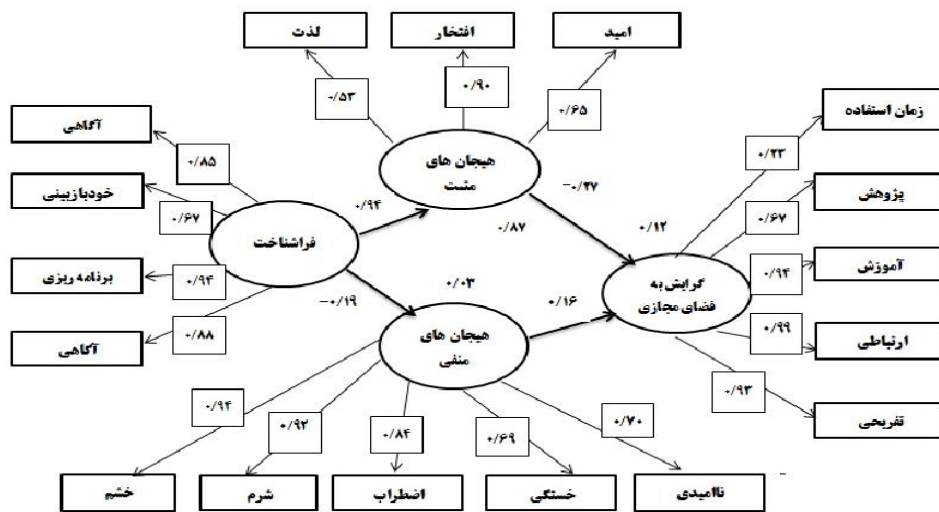 لذت
افتخار
امید
۰/۵۳
۰/۹۰
۰/۶۵
زمان استفاده
آگاهی
۰/۸۵
هیجان های
مثبت
۰/۲۳
پژوهش
خودبازبینی
۰/۶۷
-۰/۲۷
۰/۶۷
۰/۹۴
۰/۸۷
۰/۱۲
فراشناخت
برنامه ریزی
۰/۹۴
آموزش
۰/۹۴
گرایش به
فضای مجازی
-۰/۱۹
۰/۰۳
۰/۱۶
آگاهی
۰/۸۸
هیجان های
منفی
ارتباطی
۰/۹۹
۰/۹۳
تفریحی
۰/۹۴
۰/۹۲
۰/۸۴
۰/۶۹
۰/۷۰
خشم
شرم
اضطراب
خستگی
ناامیدی